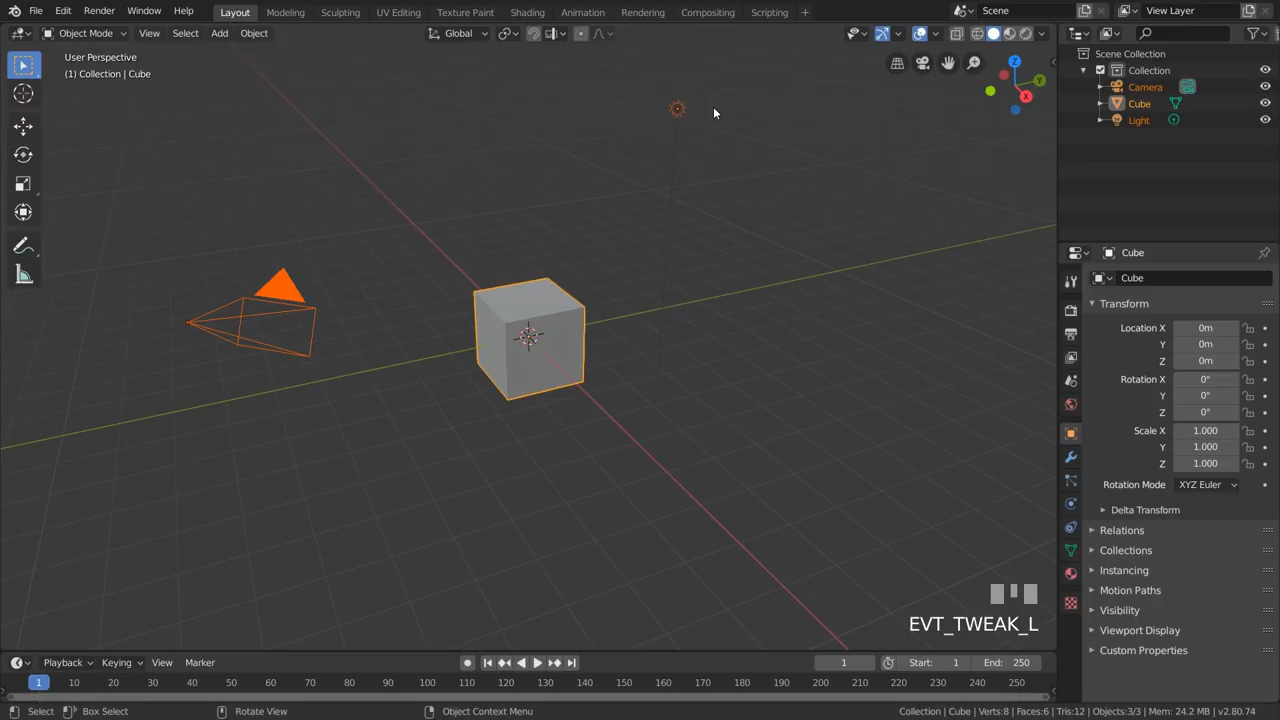 File Edit Render Window Help Layout Modeling Sculpting UV Editing Texture Paint Shading Animation Rendering Compositing Scripting + Scene View Layer
Object Mode View Select Add Object Global
User Perspective
(1) Collection | Cube
Z
Y
X
Scene Collection
Collection
Camera
Cube
Light
Cube
Cube
Transform
Location X 0m
Y 0m
Z 0m
Rotation X 0°
Y 0°
Z 0°
Scale X 1.000
Y 1.000
Z 1.000
Rotation Mode XYZ Euler
Delta Transform
Relations
Collections
Instancing
Motion Paths
Visibility
Viewport Display
Custom Properties
EVT_TWEAK_L
Playback Keying View Marker 1 Start: 1 End: 250
1 10 20 30 40 50 60 70 80 90 100 110 120 130 140 150 160 170 180 190 200 210 220 230 240 250
Select Box Select Rotate View Object Context Menu Collection | Cube | Verts:8 | Faces:6 | Tris:12 | Objects:3/3 | Mem: 24.2 MB | v2.80.74